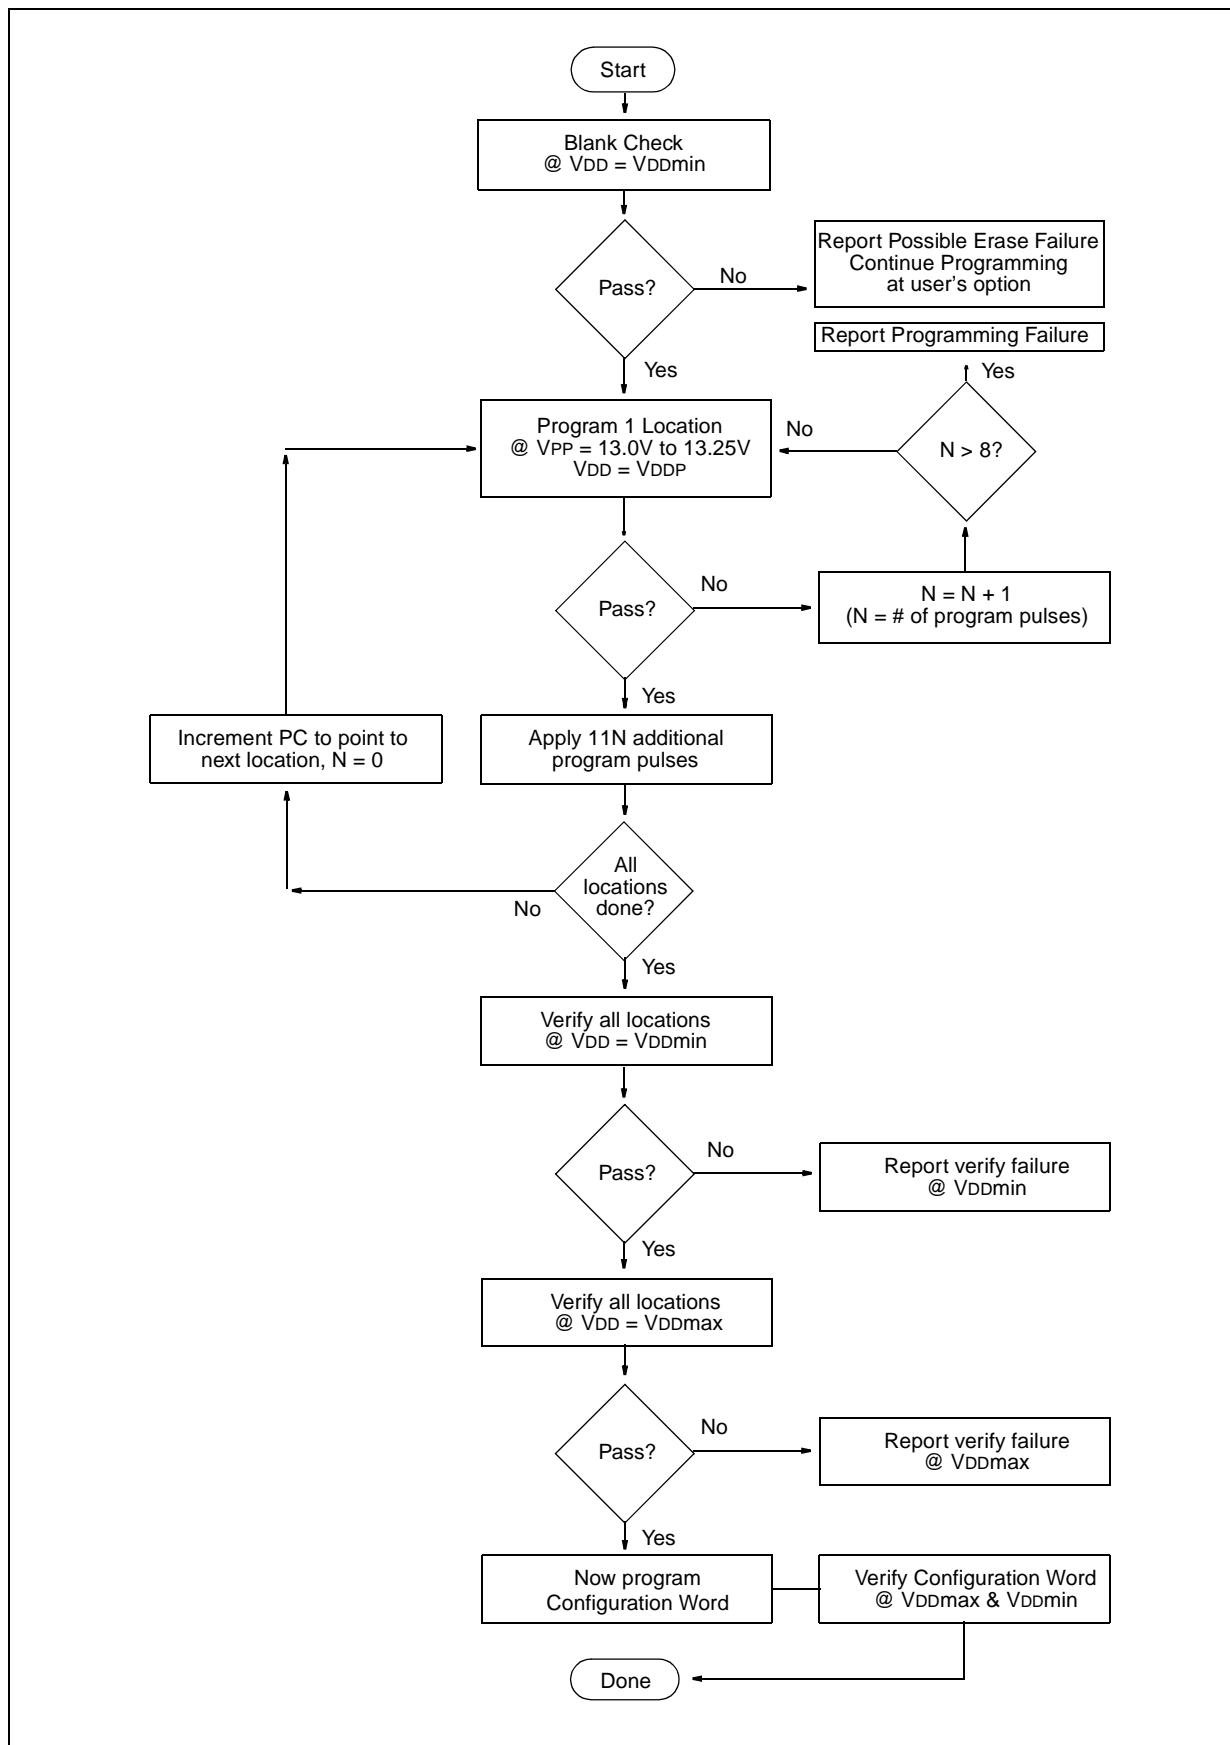 Start
Blank Check
@ VDD = VDDmin
Pass?
No
Report Possible Erase Failure
Continue Programming
at user's option
Yes
Report Programming Failure
Yes
N > 8?
No
Program 1 Location
@ VPP = 13.0V to 13.25V
VDD = VDDP
Pass?
No
N = N + 1
(N = # of program pulses)
Yes
Increment PC to point to
next location, N = 0
Apply 11N additional
program pulses
All
locations
done?
No
Yes
Verify all locations
@ VDD = VDDmin
Pass?
No
Report verify failure
@ VDDmin
Yes
Verify all locations
@ VDD = VDDmax
Pass?
No
Report verify failure
@ VDDmax
Yes
Now program
Configuration Word
Verify Configuration Word
@ VDDmax & VDDmin
Done